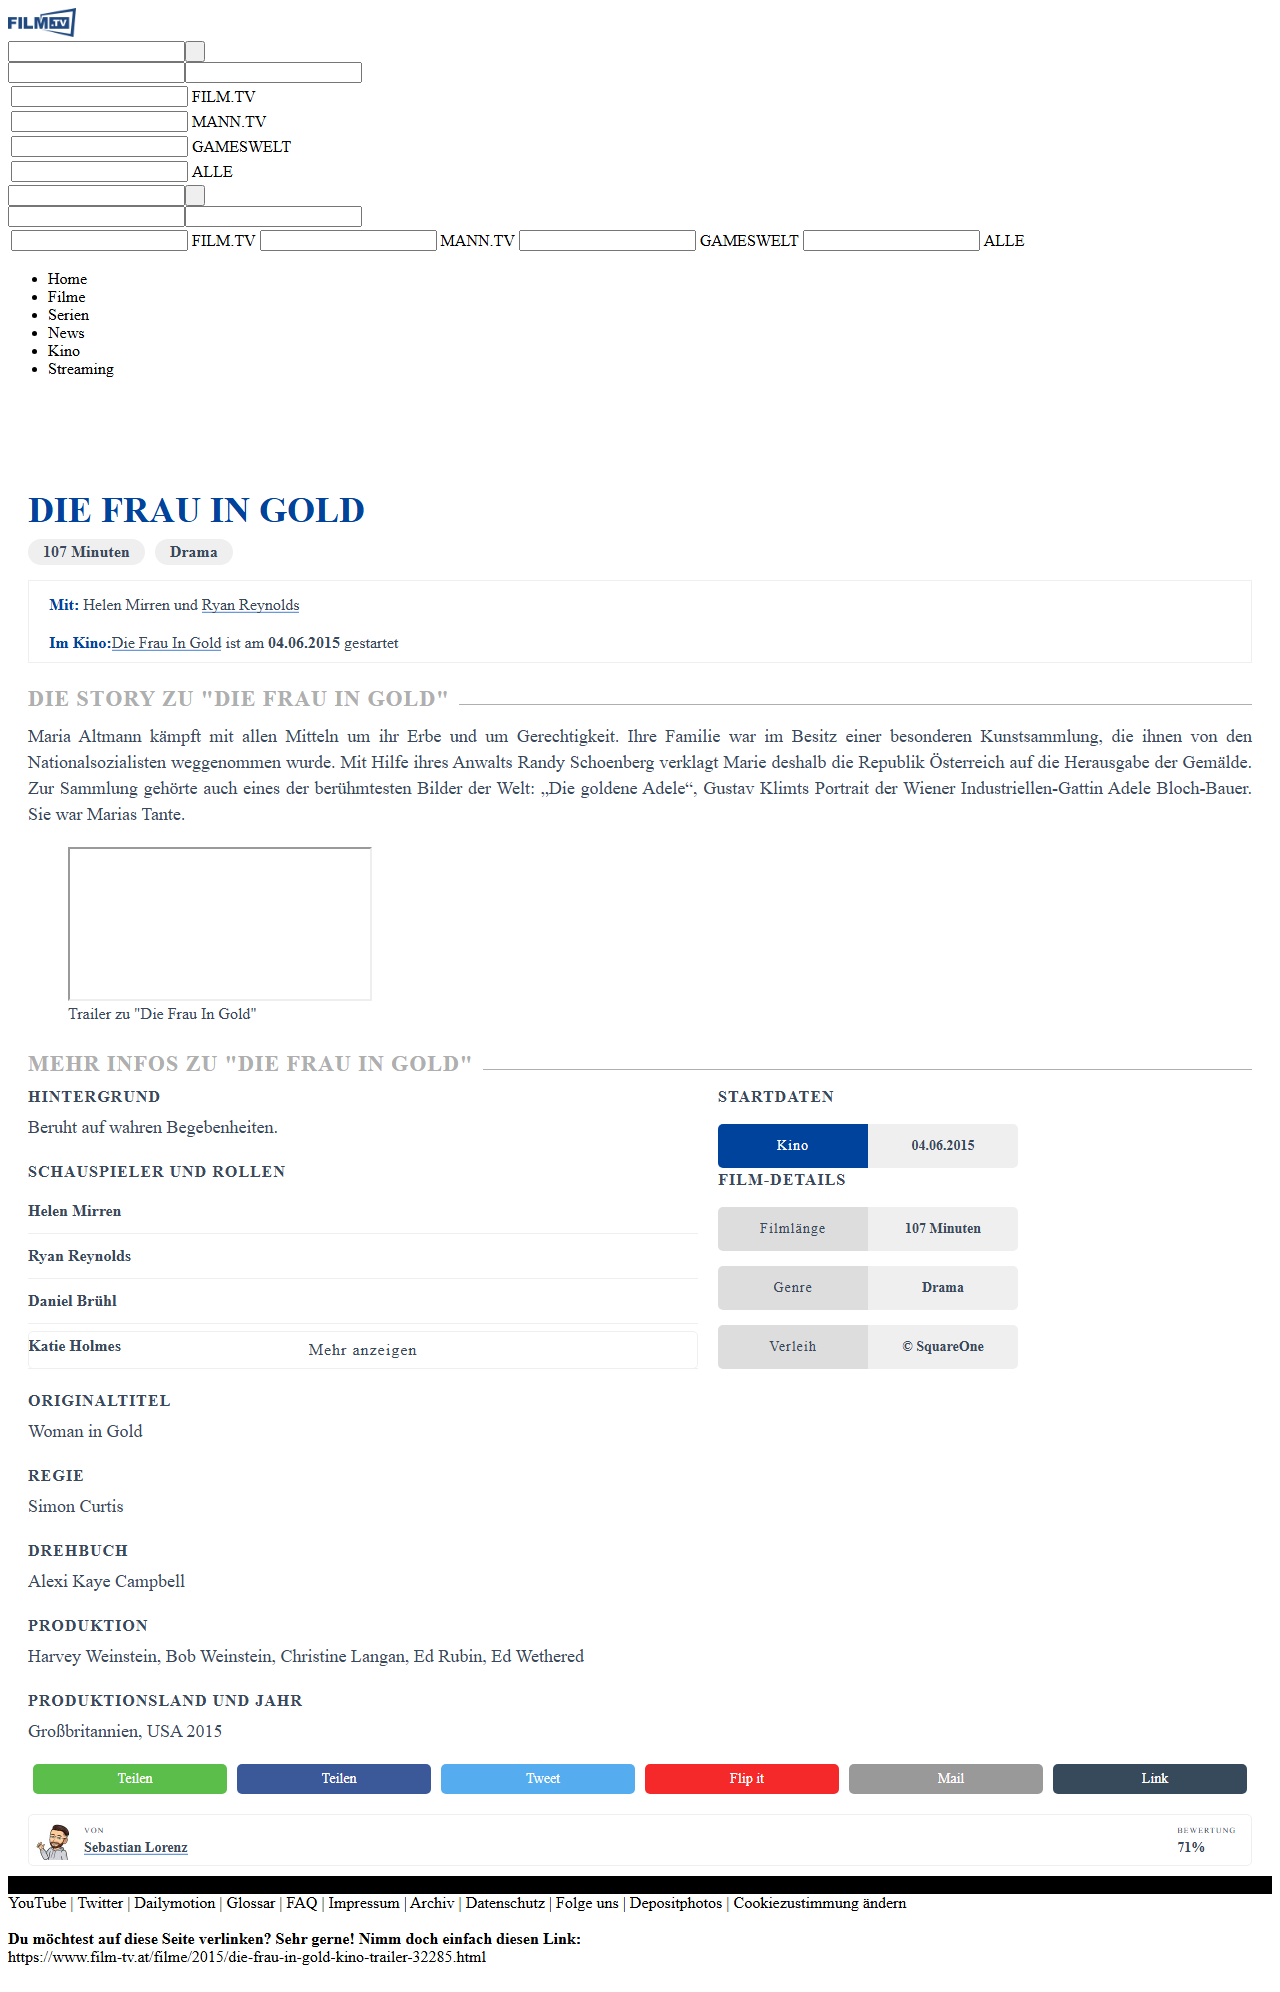 FILM.TV
FILM.TV
MANN.TV
GAMESWELT
ALLE
FILM.TV MANN.TV GAMESWELT ALLE
Home
Filme
Serien
News
Kino
Streaming
DIE FRAU IN GOLD
107 Minuten Drama
Mit: Helen Mirren und Ryan Reynolds
Im Kino:Die Frau In Gold ist am 04.06.2015 gestartet
DIE STORY ZU "DIE FRAU IN GOLD"
Maria Altmann kämpft mit allen Mitteln um ihr Erbe und um Gerechtigkeit. Ihre Familie war im Besitz einer besonderen Kunstsammlung, die ihnen von den
Nationalsozialisten weggenommen wurde. Mit Hilfe ihres Anwalts Randy Schoenberg verklagt Marie deshalb die Republik Österreich auf die Herausgabe der Gemälde.
Zur Sammlung gehörte auch eines der berühmtesten Bilder der Welt: „Die goldene Adele“, Gustav Klimts Portrait der Wiener Industriellen-Gattin Adele Bloch-Bauer.
Sie war Marias Tante.
Trailer zu "Die Frau In Gold"
MEHR INFOS ZU "DIE FRAU IN GOLD"
HINTERGRUND
Beruht auf wahren Begebenheiten.
SCHAUSPIELER UND ROLLEN
Helen Mirren
Ryan Reynolds
Daniel Brühl
Katie Holmes
Mehr anzeigen
STARTDATEN
Kino 04.06.2015
FILM-DETAILS
Filmlänge 107 Minuten
Genre Drama
Verleih © SquareOne
ORIGINALTITEL
Woman in Gold
REGIE
Simon Curtis
DREHBUCH
Alexi Kaye Campbell
PRODUKTION
Harvey Weinstein, Bob Weinstein, Christine Langan, Ed Rubin, Ed Wethered
PRODUKTIONSLAND UND JAHR
Großbritannien, USA 2015
Teilen Teilen Tweet Flip it Mail Link
VON
Sebastian Lorenz
BEWERTUNG
71%
YouTube | Twitter | Dailymotion | Glossar | FAQ | Impressum | Archiv | Datenschutz | Folge uns | Depositphotos | Cookiezustimmung ändern
Du möchtest auf diese Seite verlinken? Sehr gerne! Nimm doch einfach diesen Link:
https://www.film-tv.at/filme/2015/die-frau-in-gold-kino-trailer-32285.html